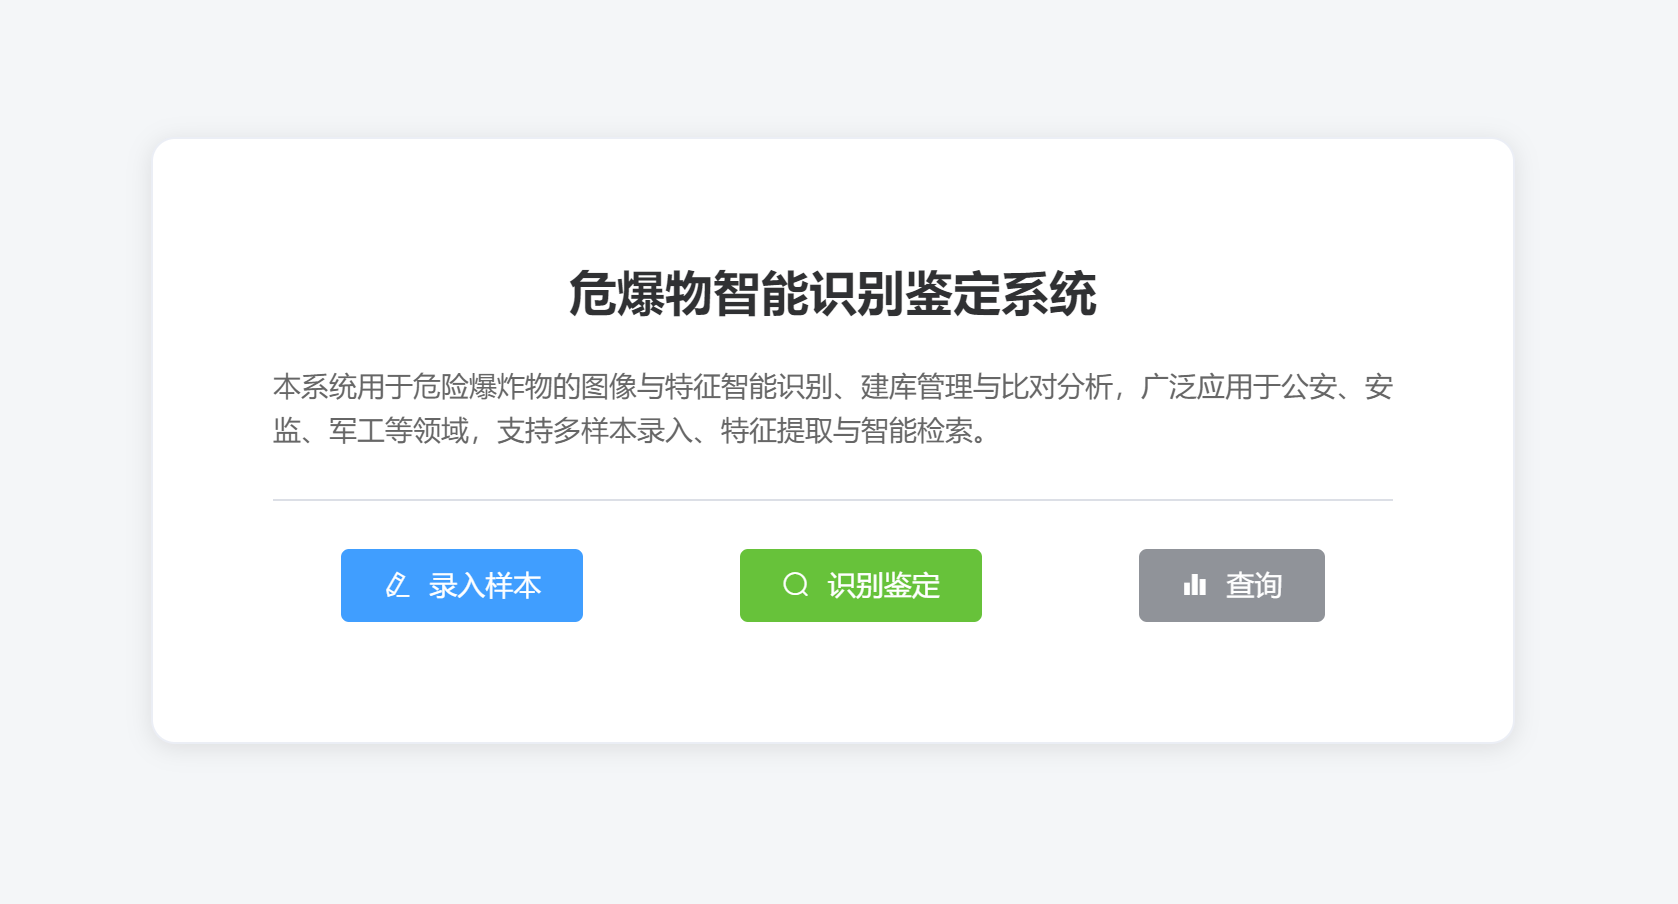 危爆物智能识别鉴定系统
本系统用于危险爆炸物的图像与特征智能识别、建库管理与比对分析，广泛应用于公安、安
监、军工等领域，支持多样本录入、特征提取与智能检索。
录入样本
识别鉴定
查询